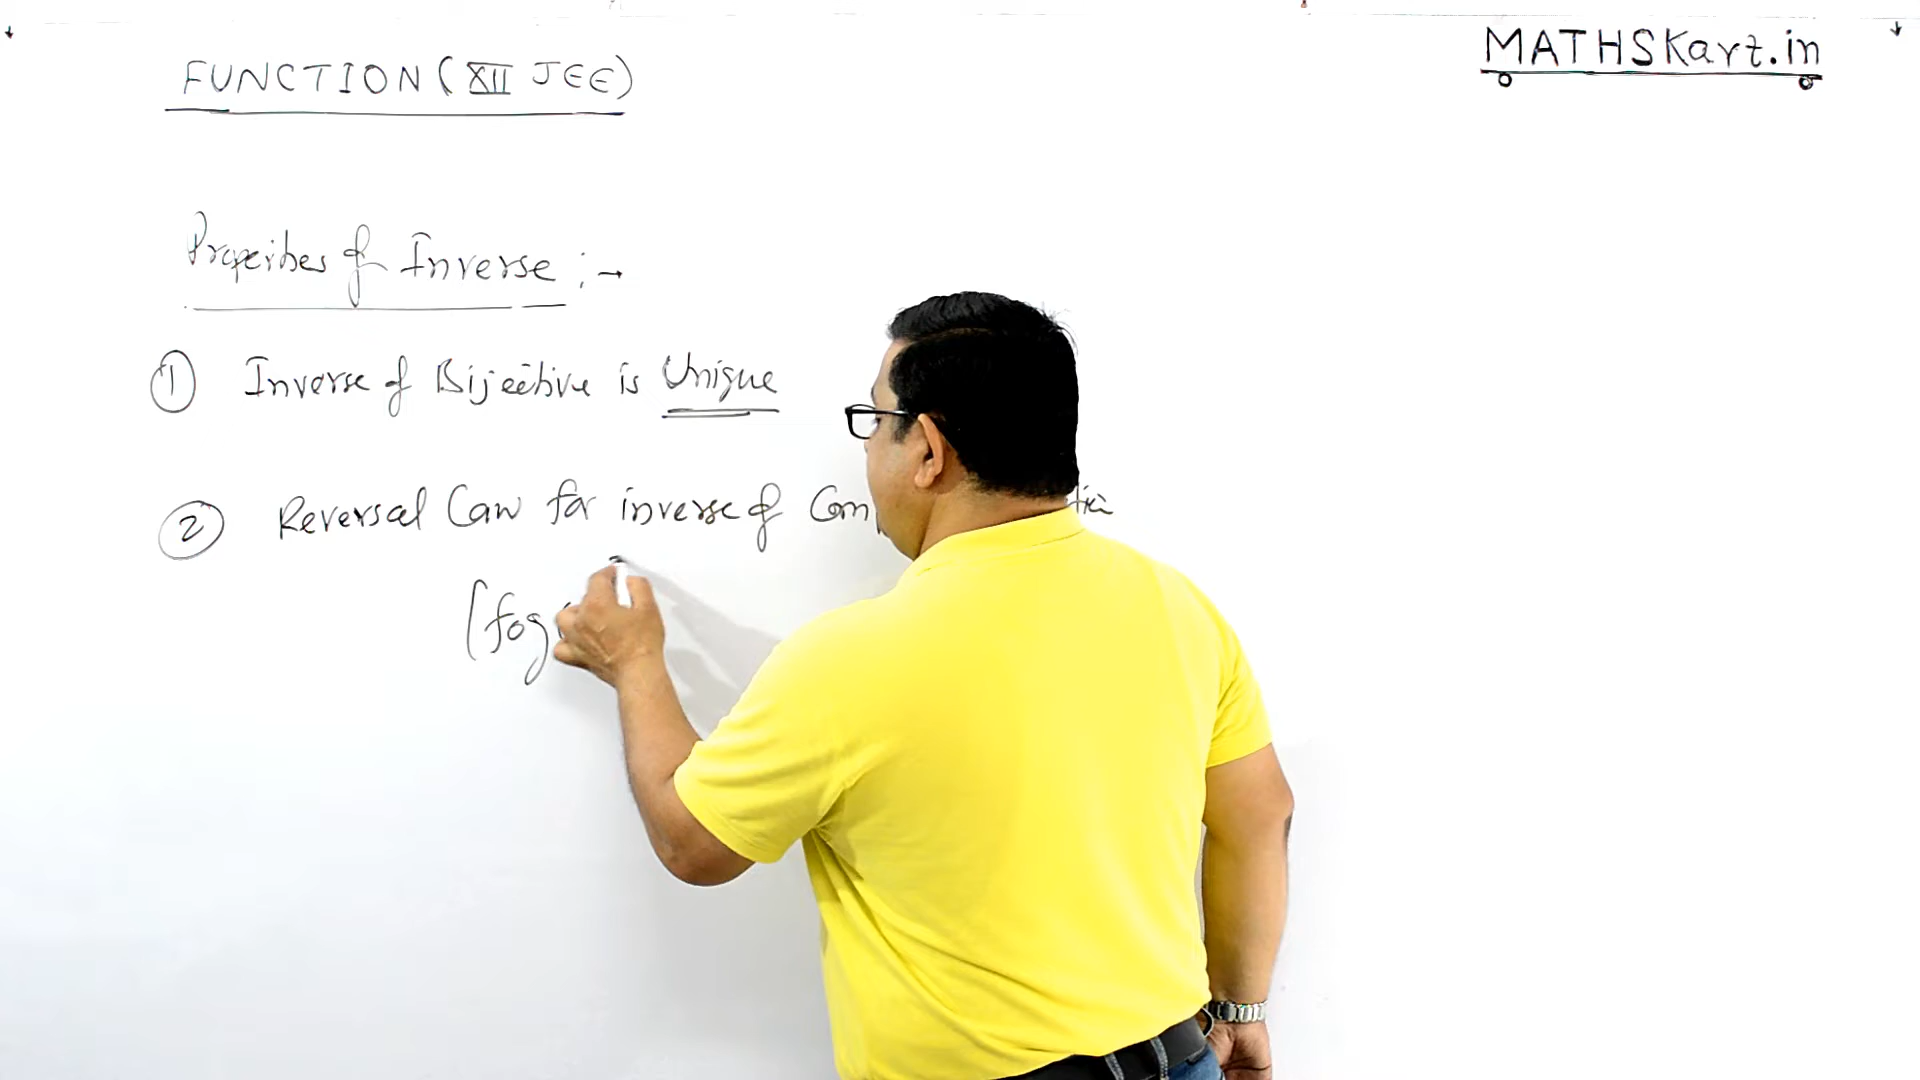 FUNCTION (XII JEE)
MATHSKart.in
Properties of Inverse :-
1 Inverse of Bijective is Unique
2 Reversal Law for inverse of
(fog